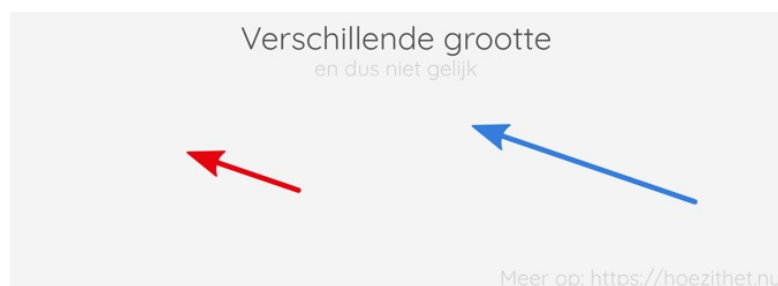 Verschillende grootte
en dus niet gelijk
Meer op: https://hoezithet.nu